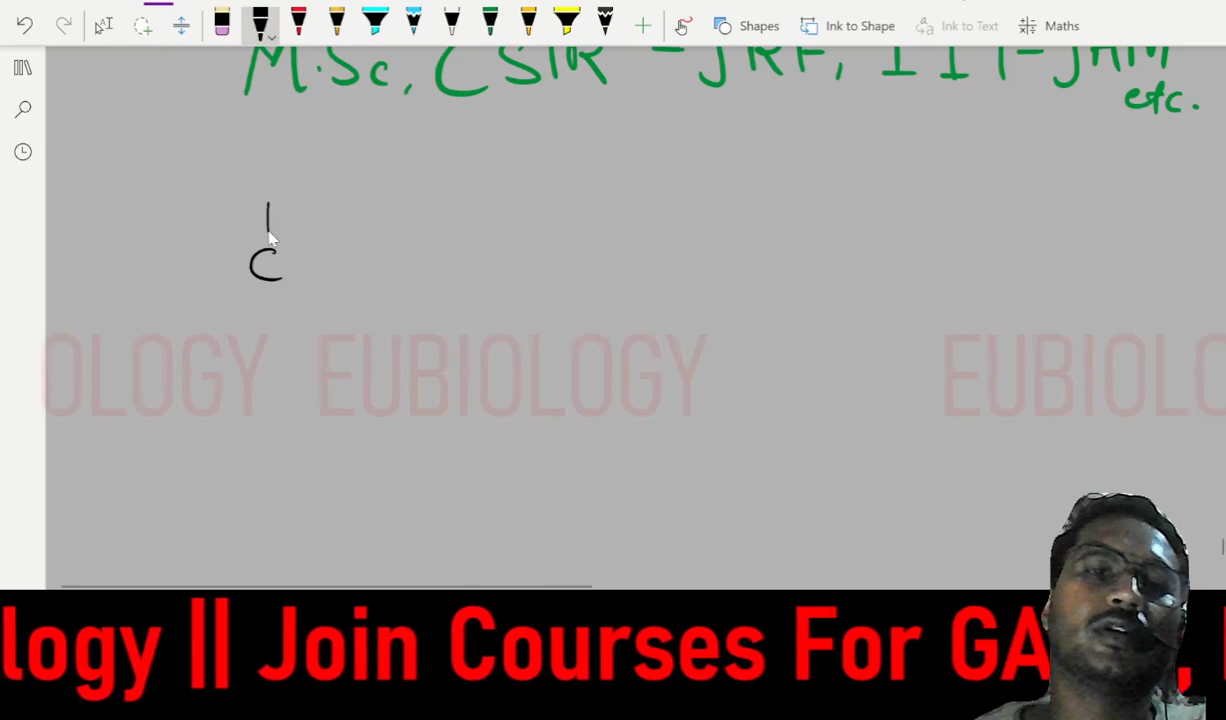 Shapes Ink to Shape Ink to Text Maths
M.Sc, CSIR-JRF, IIT-JAM
etc.
C
OLOGY EUBIOLOGY EUBIOLO
logy || Join Courses For GA